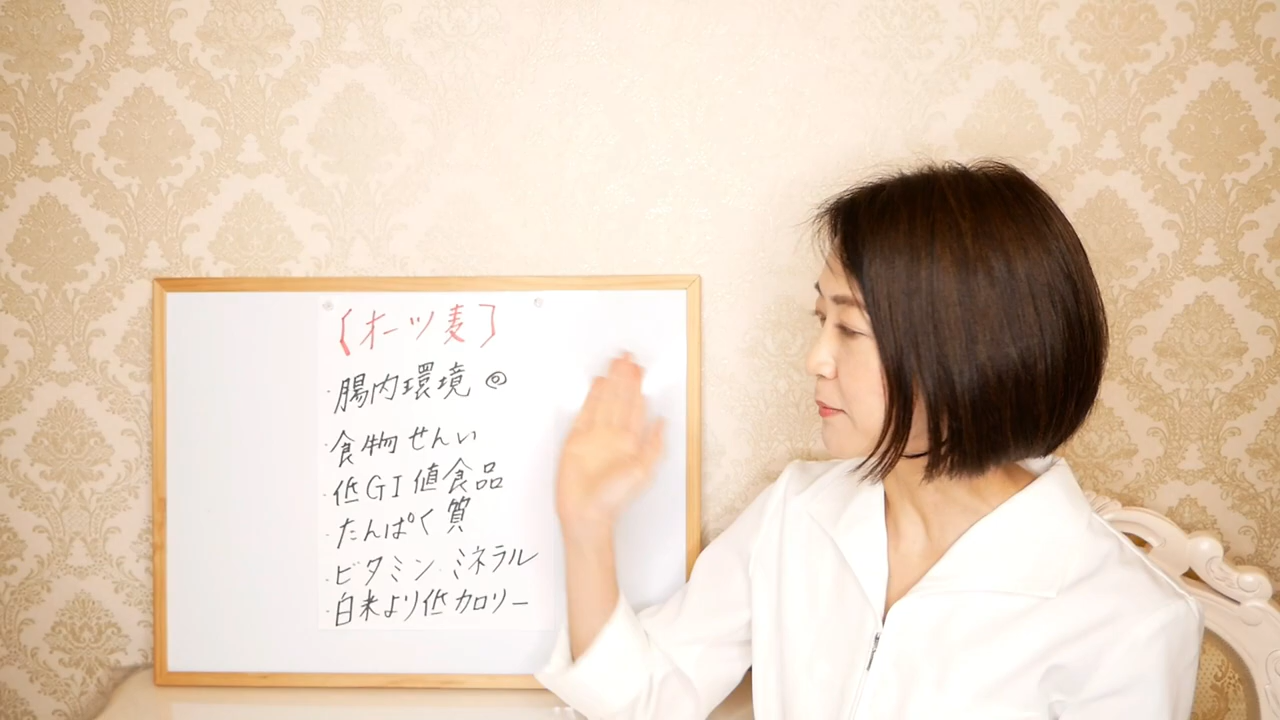 【オーツ麦】
・腸内環境 ◎
・食物せんい
・低GI値食品
・たんぱく質
・ビタミン・ミネラル
・白米より低カロリー